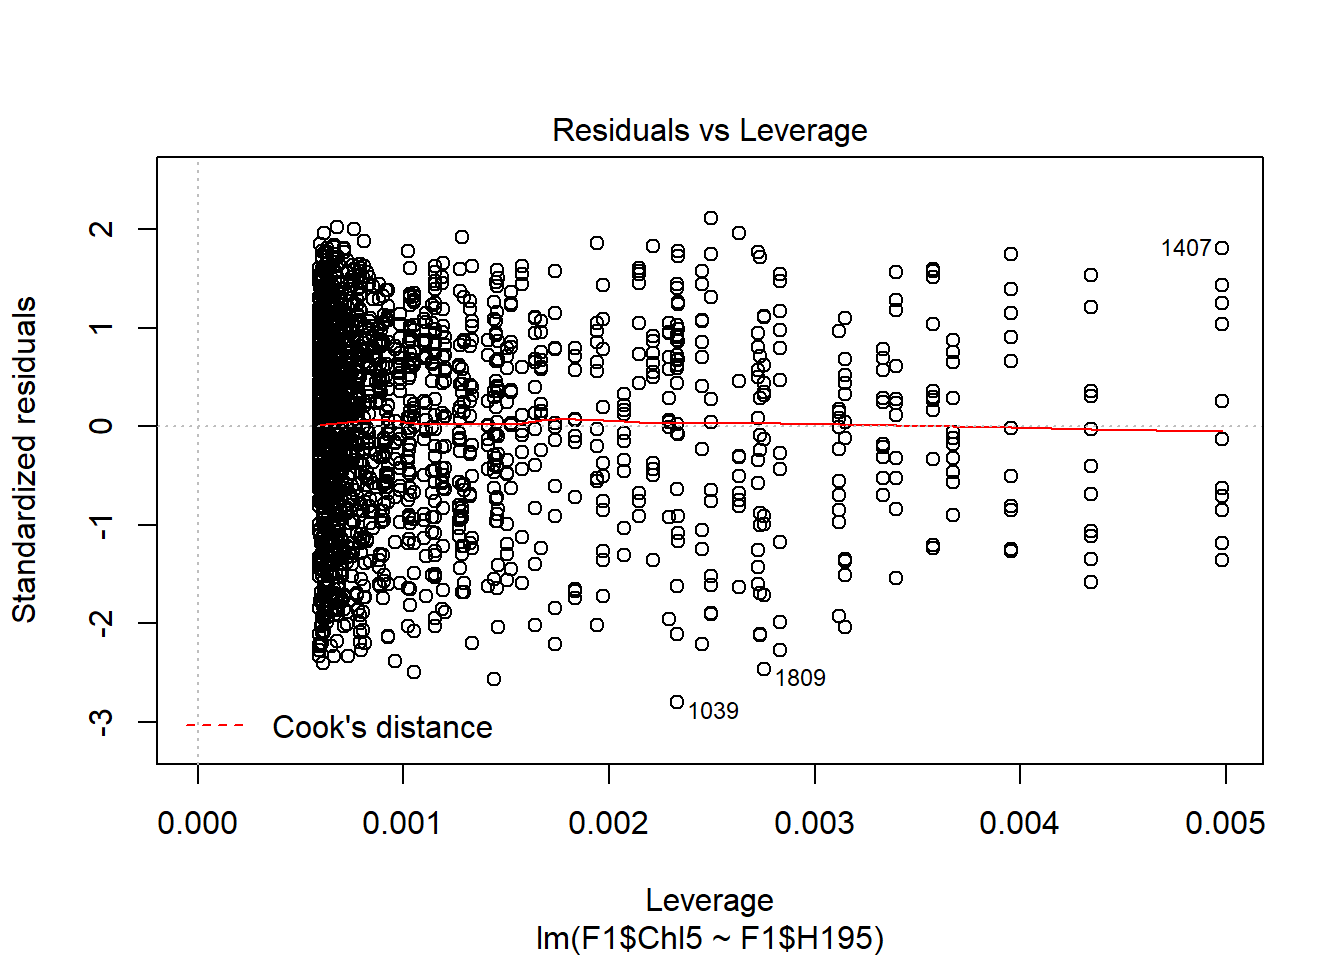 Residuals vs Leverage
Standardized residuals
2
1
0
-1
-2
-3
1407
1809
1039
Cook's distance
0.000 0.001 0.002 0.003 0.004 0.005
Leverage
lm(F1$Chl5 ~ F1$H195)